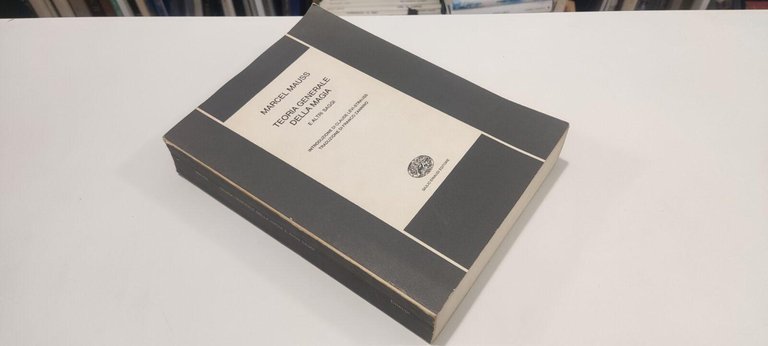 MARCEL MAUSS
TEORIA GENERALE
DELLA MAGIA
E ALTRI SAGGI
INTRODUZIONE DI CLAUDE LÉVI-STRAUSS
TRADUZIONE DI FRANCO ZANNINO
GIULIO EINAUDI EDITORE